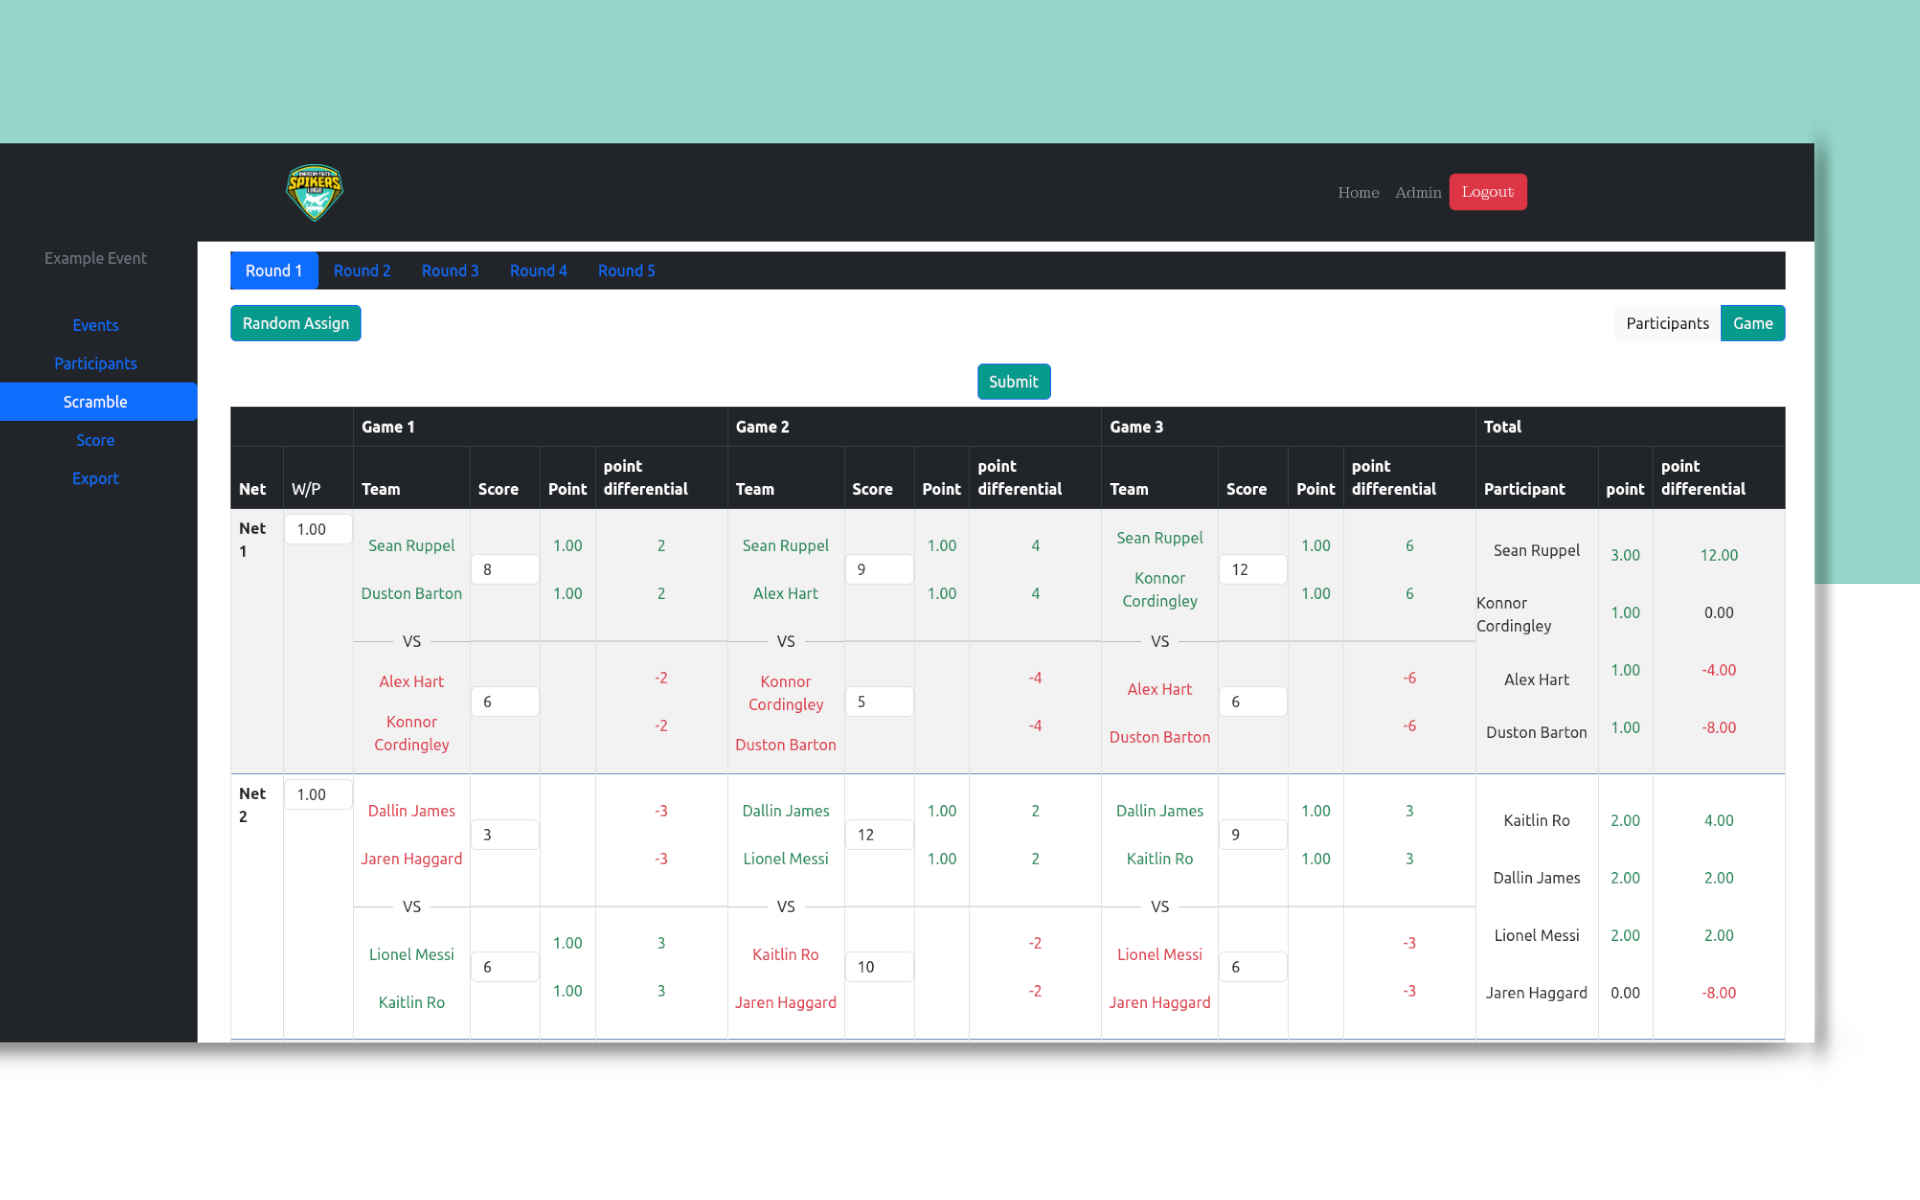 SPIKERS
LEAGUE
Home Admin Logout
Example Event
Events
Participants
Scramble
Score
Export
Round 1 Round 2 Round 3 Round 4 Round 5
Random Assign
Participants Game
Submit
Game 1 Game 2 Game 3 Total
Net W/P Team Score Point point differential Team Score Point point differential Team Score Point point differential Participant point point differential
Net 1
1.00
Sean Ruppel
Duston Barton
8
1.00 2
1.00 2
VS
Alex Hart
Konnor Cordingley
6
-2
-2
Sean Ruppel
Alex Hart
9
1.00 4
1.00 4
VS
Konnor Cordingley
Duston Barton
5
-4
-4
Sean Ruppel
Konnor Cordingley
12
1.00 6
1.00 6
VS
Alex Hart
Duston Barton
6
-6
-6
Sean Ruppel 3.00 12.00
Konnor Cordingley 1.00 0.00
Alex Hart 1.00 -4.00
Duston Barton 1.00 -8.00
Net 2
1.00
Dallin James
Jaren Haggard
3
-3
-3
VS
Lionel Messi
Kaitlin Ro
6
1.00 3
1.00 3
Dallin James
Lionel Messi
12
1.00 2
1.00 2
VS
Kaitlin Ro
Jaren Haggard
10
-2
-2
Dallin James
Kaitlin Ro
9
1.00 3
1.00 3
VS
Lionel Messi
Jaren Haggard
6
-3
-3
Kaitlin Ro 2.00 4.00
Dallin James 2.00 2.00
Lionel Messi 2.00 2.00
Jaren Haggard 0.00 -8.00